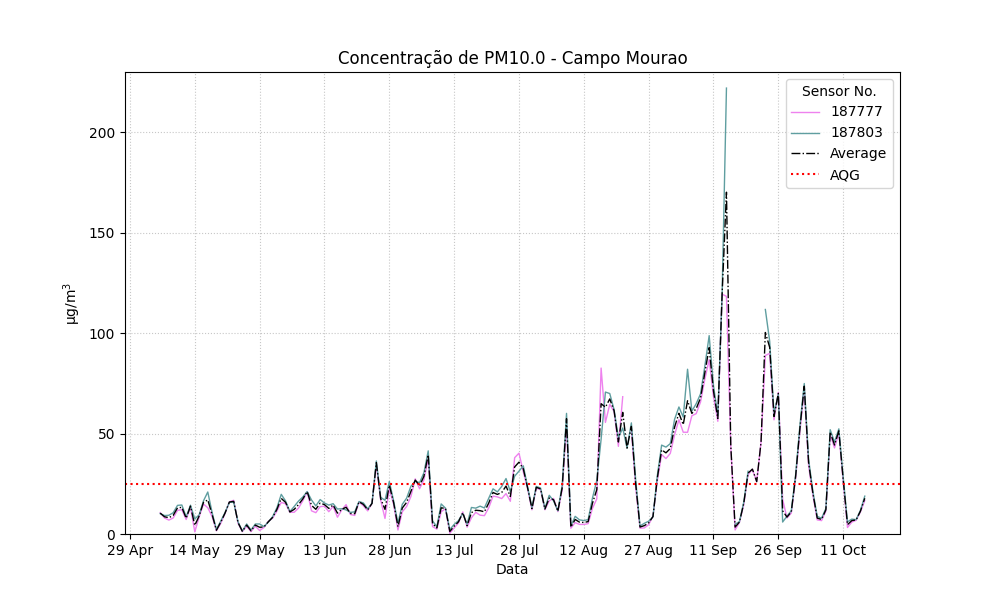 Concentração de PM10.0 - Campo Mourao
Sensor No.
187777
187803
Average
AQG
200
150
100
50
0
µg/m³
29 Apr
14 May
29 May
13 Jun
28 Jun
13 Jul
28 Jul
12 Aug
27 Aug
11 Sep
26 Sep
11 Oct
Data